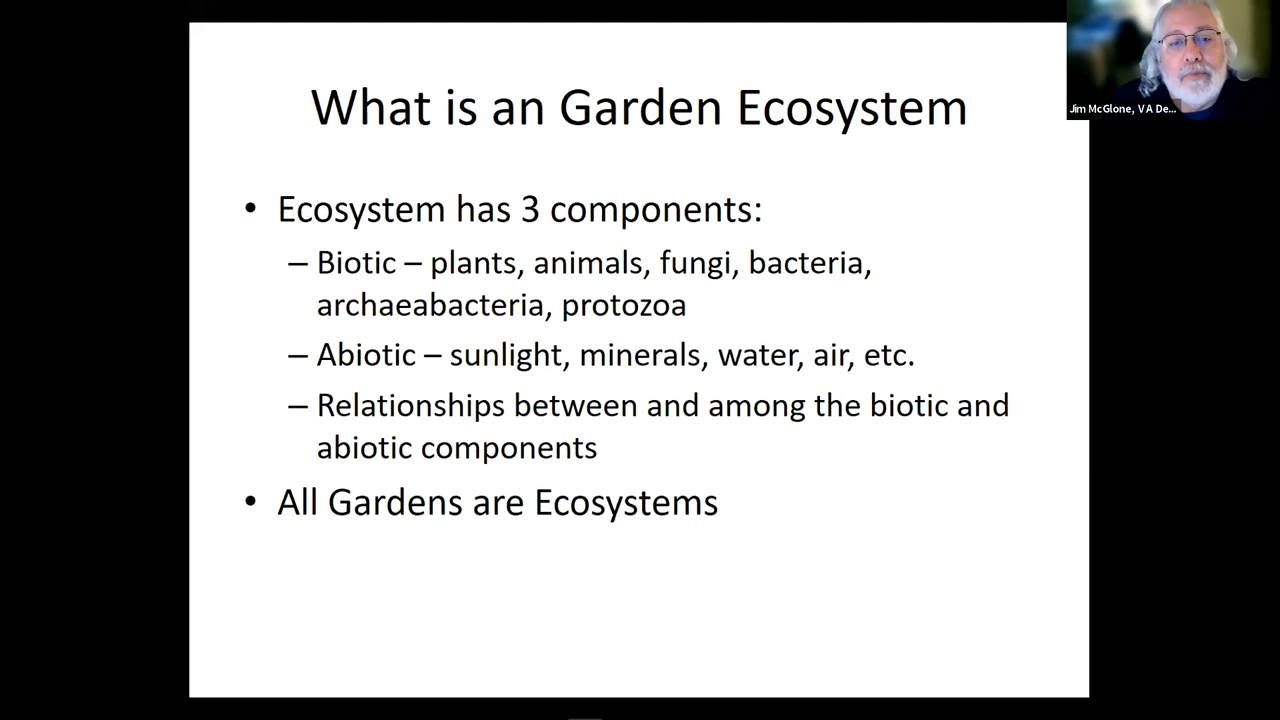 What is an Garden Ecosystem
Jim McGlone, VA De...
• Ecosystem has 3 components:
– Biotic – plants, animals, fungi, bacteria,
archaeabacteria, protozoa
– Abiotic – sunlight, minerals, water, air, etc.
– Relationships between and among the biotic and
abiotic components
• All Gardens are Ecosystems